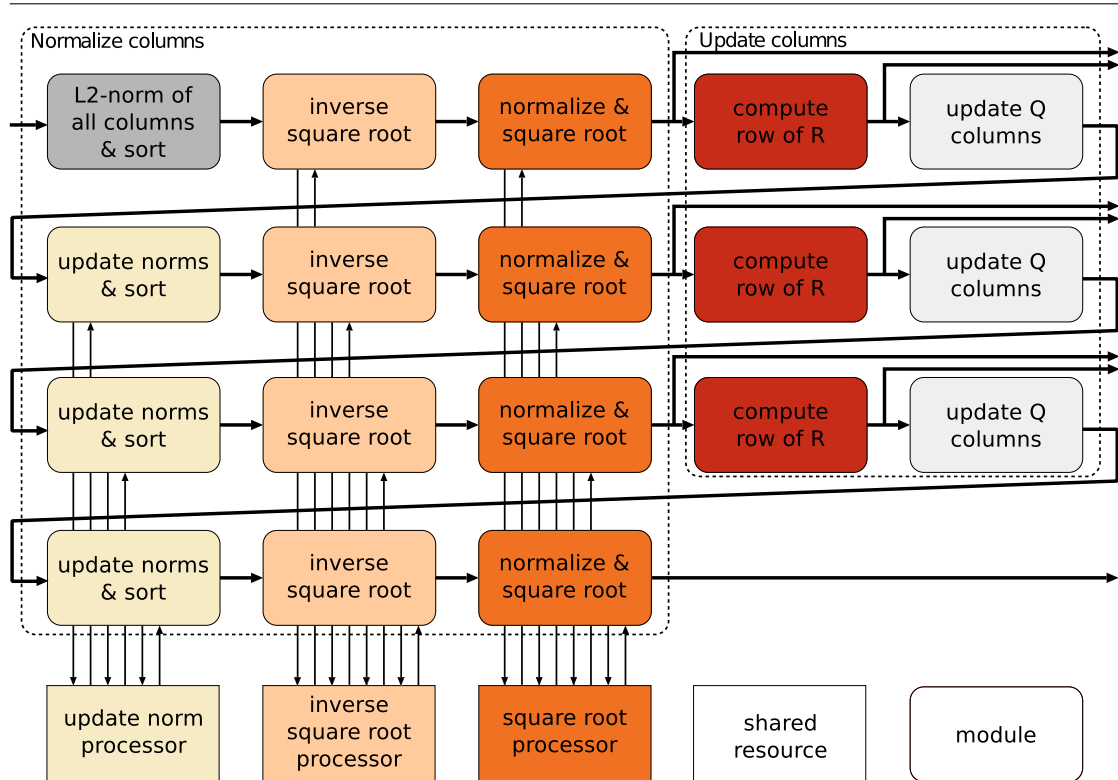 Normalize columns
Update columns
L2-norm of
all columns
& sort
inverse
square root
normalize &
square root
compute
row of R
update Q
columns
update norms
& sort
inverse
square root
normalize &
square root
compute
row of R
update Q
columns
update norms
& sort
inverse
square root
normalize &
square root
compute
row of R
update Q
columns
update norms
& sort
inverse
square root
normalize &
square root
update norm
processor
inverse
square root
processor
square root
processor
shared
resource
module